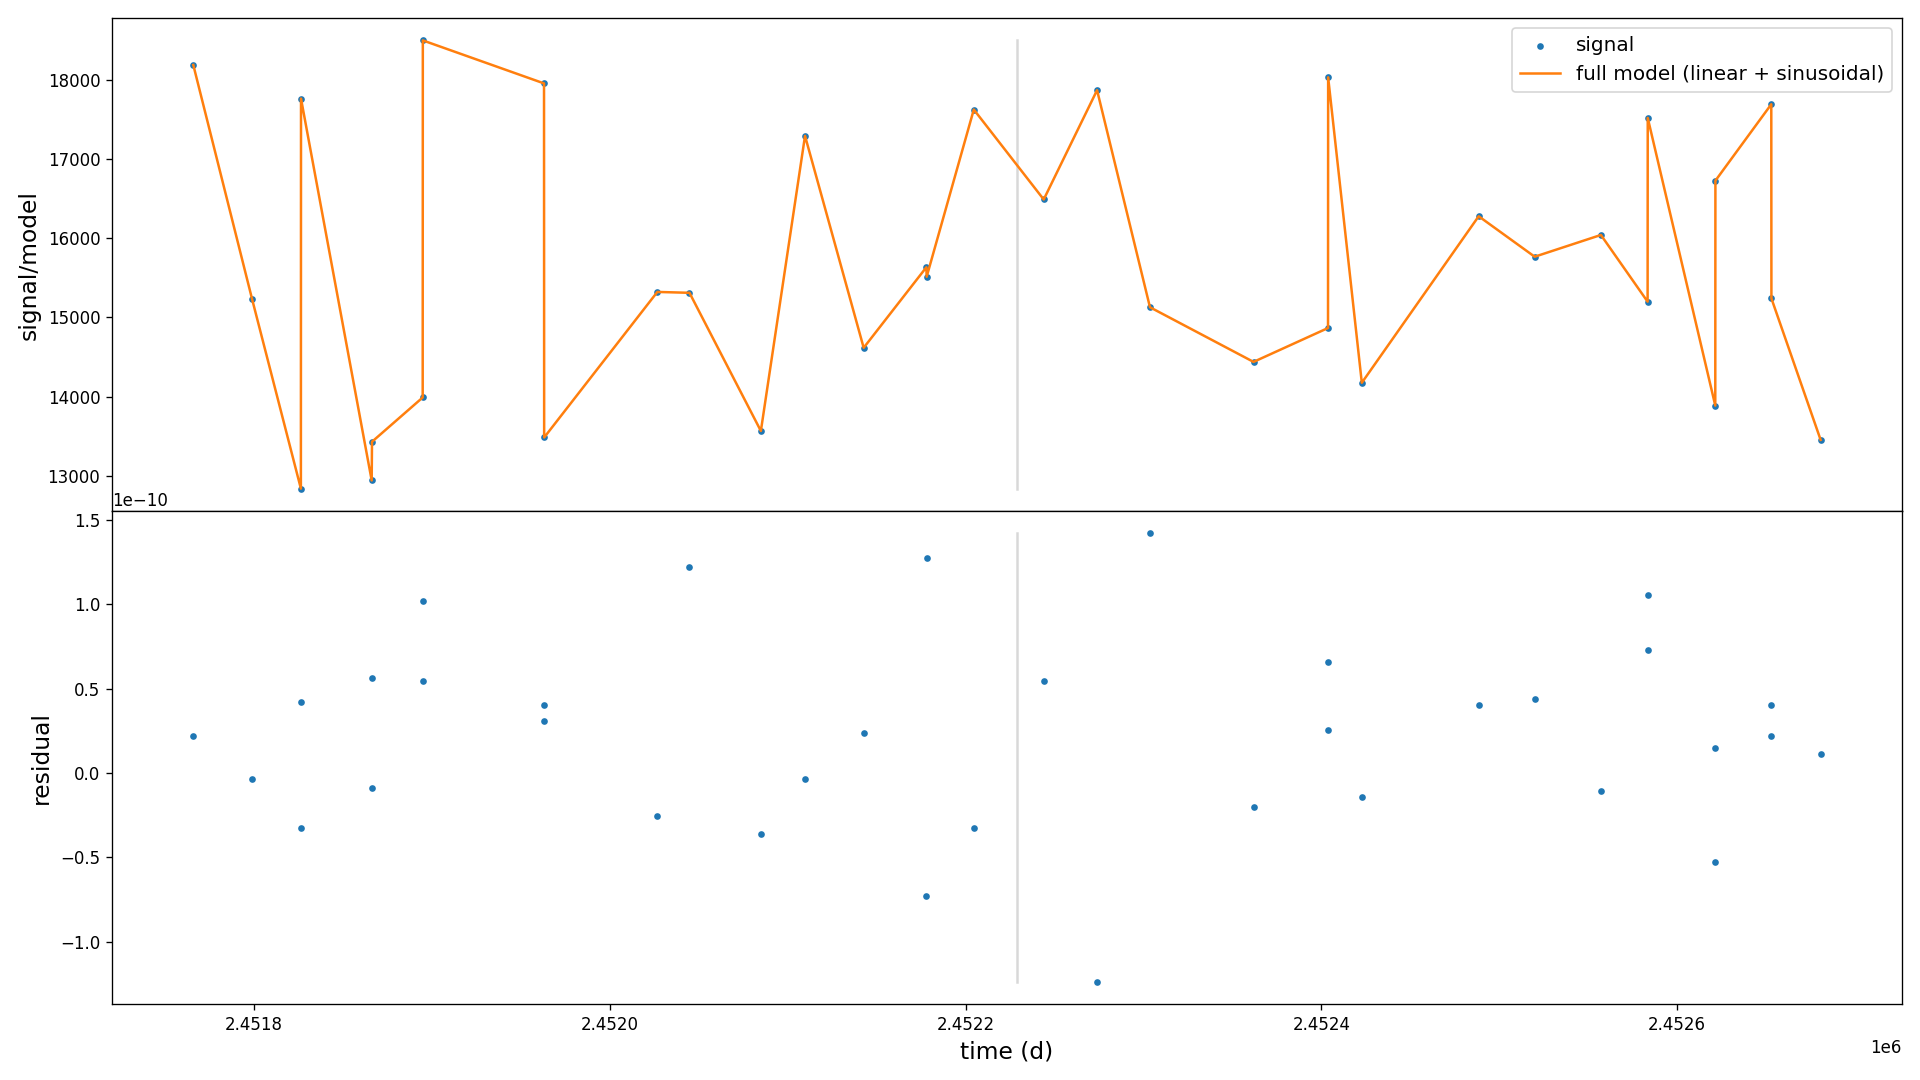 signal
full model (linear + sinusoidal)
18000
17000
16000
15000
14000
13000
signal/model
1e−10
1.5
1.0
0.5
0.0
−0.5
−1.0
residual
2.4518
2.4520
2.4522
2.4524
2.4526
1e6
time (d)